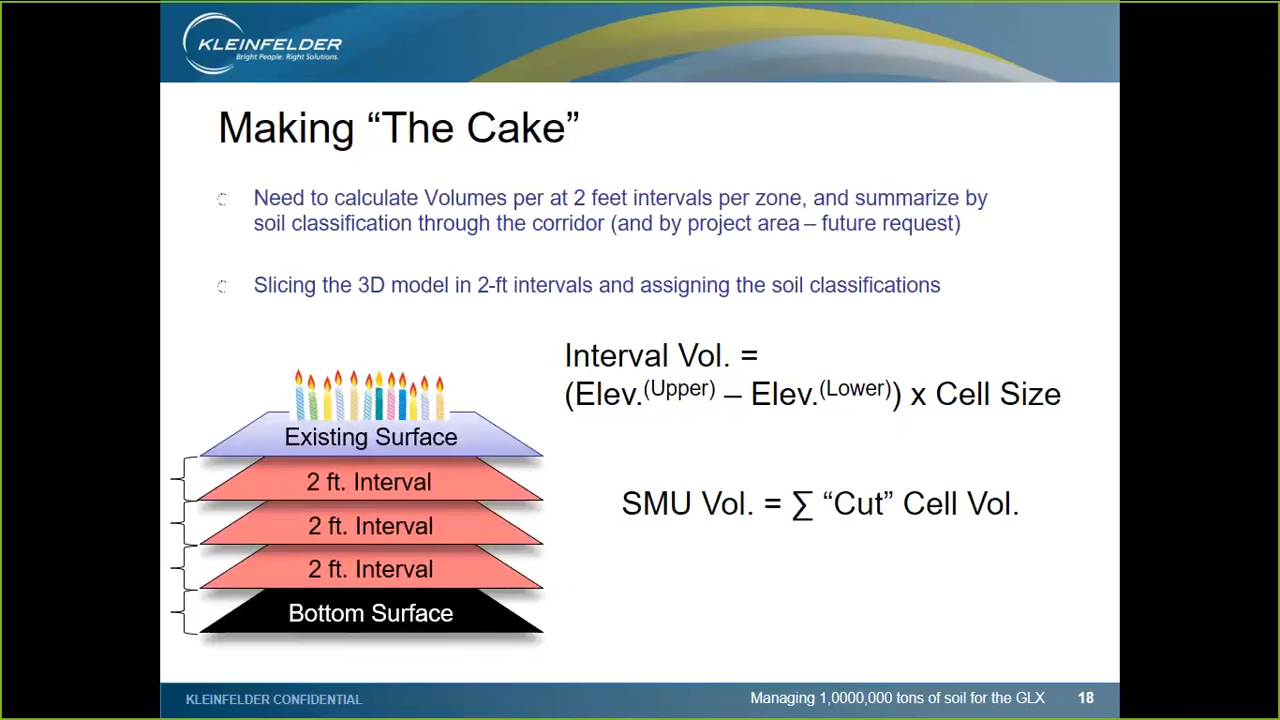 KLEINFELDER
Bright People. Right Solutions.
Making “The Cake”
Need to calculate Volumes per at 2 feet intervals per zone, and summarize by
soil classification through the corridor (and by project area – future request)
Slicing the 3D model in 2-ft intervals and assigning the soil classifications
Interval Vol. =
(Elev.(Upper) – Elev.(Lower)) x Cell Size
SMU Vol. = ∑ “Cut” Cell Vol.
Existing Surface
2 ft. Interval
2 ft. Interval
2 ft. Interval
Bottom Surface
KLEINFELDER CONFIDENTIAL
Managing 1,0000,000 tons of soil for the GLX 18